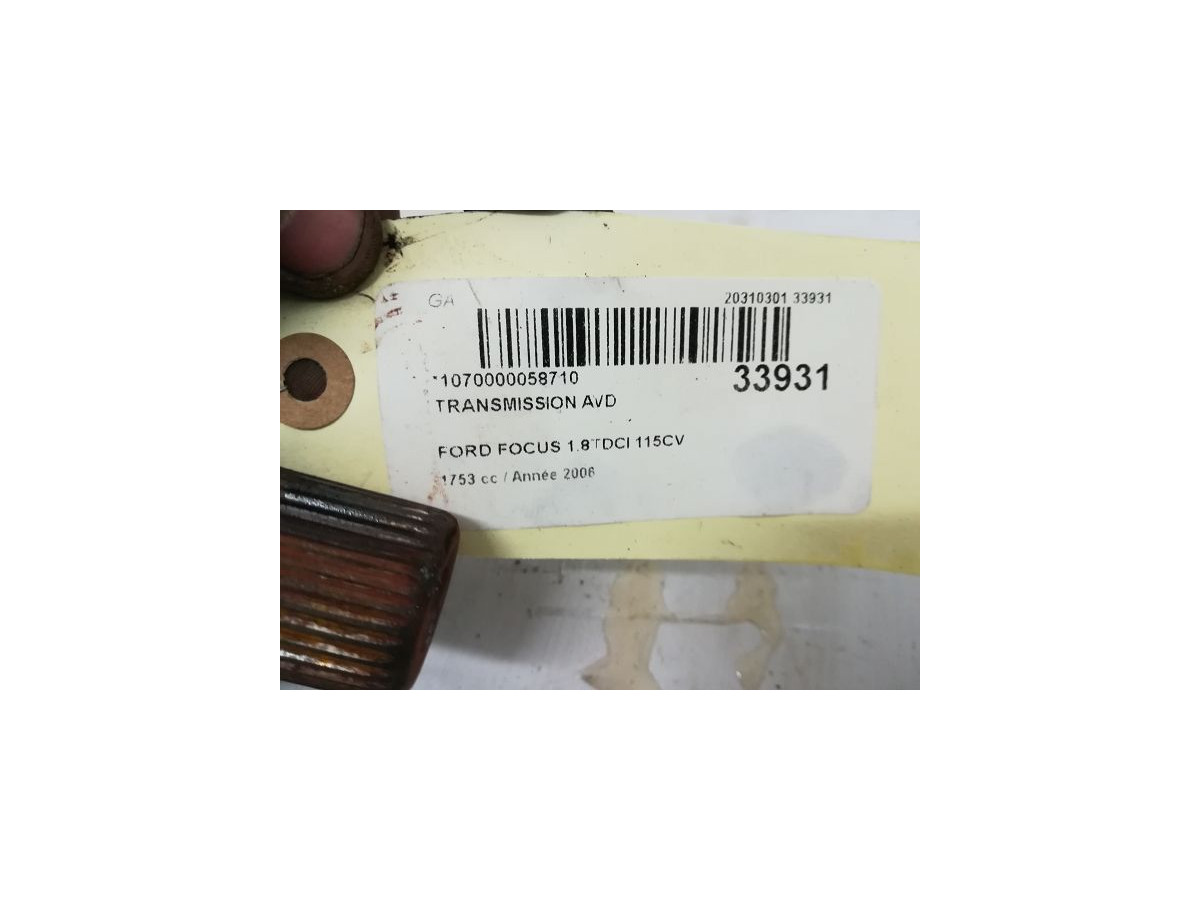 GA
20310301 33931
*1070000058710
33931
TRANSMISSION AVD
FORD FOCUS 1.8TDCI 115CV
1753 cc / Année 2006